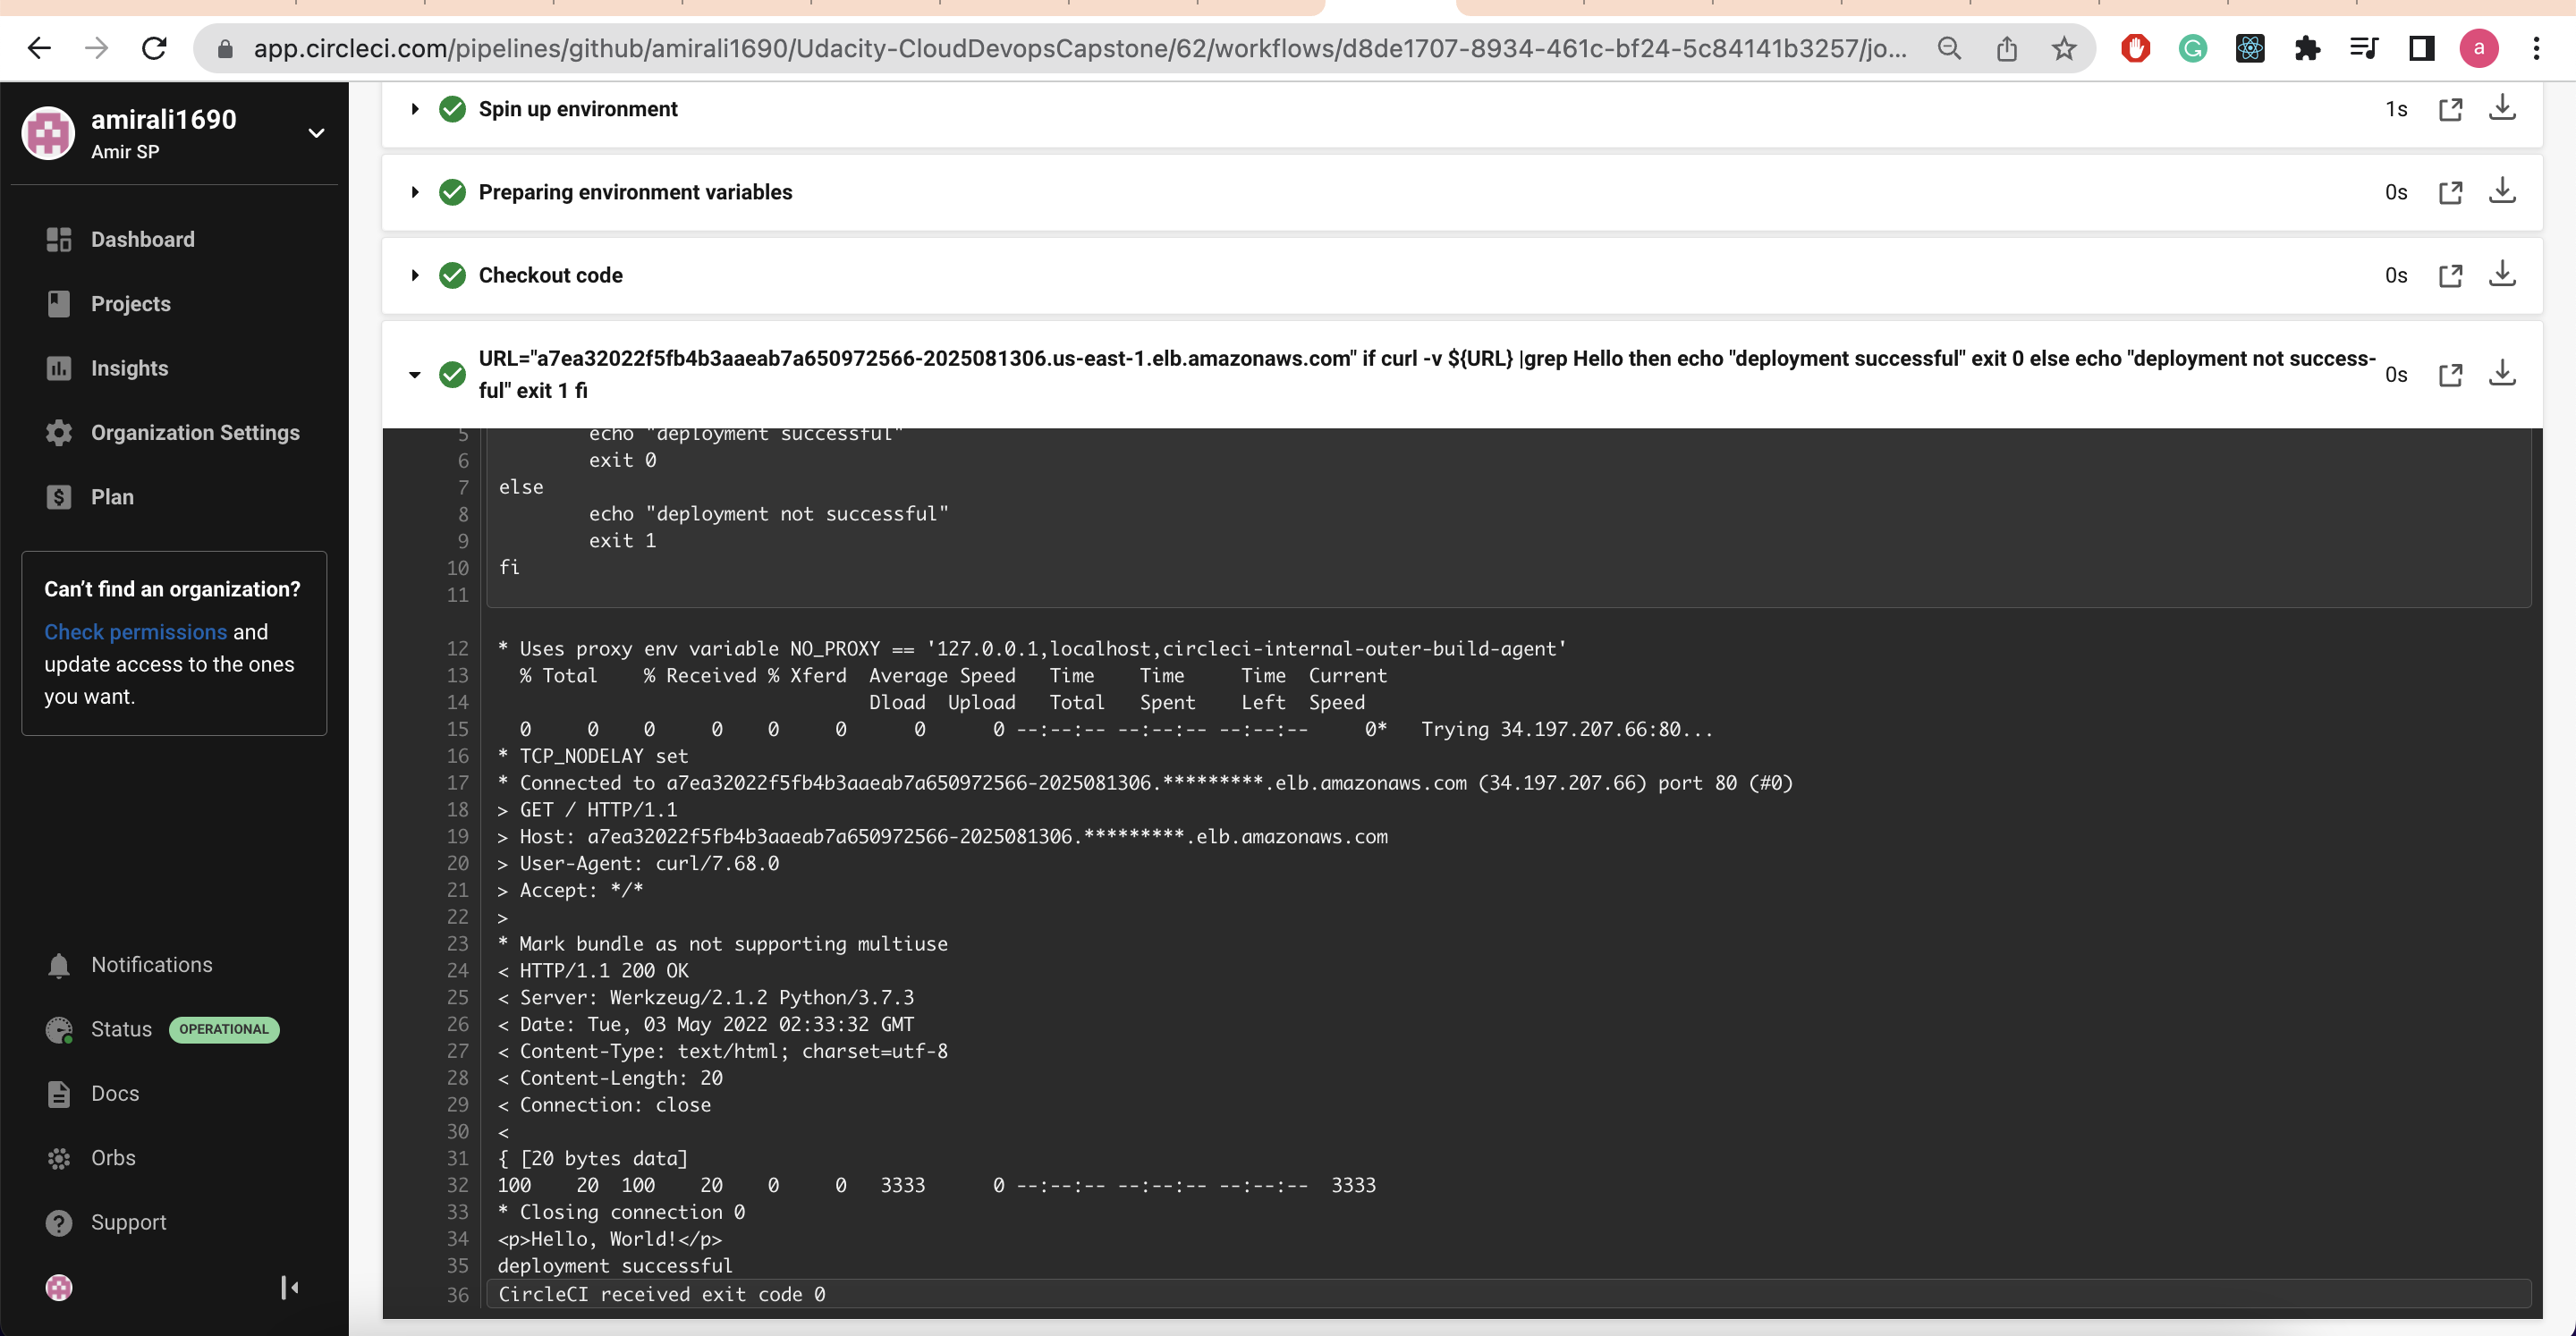 app.circleci.com/pipelines/github/amirali1690/Udacity-CloudDevopsCapstone/62/workflows/d8de1707-8934-461c-bf24-5c84141b3257/jo...
a
amirali1690
Amir SP
Dashboard
Projects
Insights
Organization Settings
Plan
Can't find an organization?
Check permissions and
update access to the ones
you want.
Notifications
Status OPERATIONAL
Docs
Orbs
Support
Spin up environment 1s
Preparing environment variables 0s
Checkout code 0s
URL="a7ea32022f5fb4b3aaeab7a650972566-2025081306.us-east-1.elb.amazonaws.com" if curl -v ${URL} |grep Hello then echo "deployment successful" exit 0 else echo "deployment not success-
ful" exit 1 fi 0s
5 echo "deployment successful"
6 exit 0
7 else
8 echo "deployment not successful"
9 exit 1
10 fi
11
12 * Uses proxy env variable NO_PROXY == '127.0.0.1,localhost,circleci-internal-outer-build-agent'
13 % Total % Received % Xferd Average Speed Time Time Time Current
14 Dload Upload Total Spent Left Speed
15 0 0 0 0 0 0 0 0 --:--:-- --:--:-- --:--:-- 0* Trying 34.197.207.66:80...
16 * TCP_NODELAY set
17 * Connected to a7ea32022f5fb4b3aaeab7a650972566-2025081306.*********.elb.amazonaws.com (34.197.207.66) port 80 (#0)
18 > GET / HTTP/1.1
19 > Host: a7ea32022f5fb4b3aaeab7a650972566-2025081306.*********.elb.amazonaws.com
20 > User-Agent: curl/7.68.0
21 > Accept: */*
22 >
23 * Mark bundle as not supporting multiuse
24 < HTTP/1.1 200 OK
25 < Server: Werkzeug/2.1.2 Python/3.7.3
26 < Date: Tue, 03 May 2022 02:33:32 GMT
27 < Content-Type: text/html; charset=utf-8
28 < Content-Length: 20
29 < Connection: close
30 <
31 { [20 bytes data]
32 100 20 100 20 0 0 3333 0 --:--:-- --:--:-- --:--:-- 3333
33 * Closing connection 0
34 <p>Hello, World!</p>
35 deployment successful
36 CircleCI received exit code 0